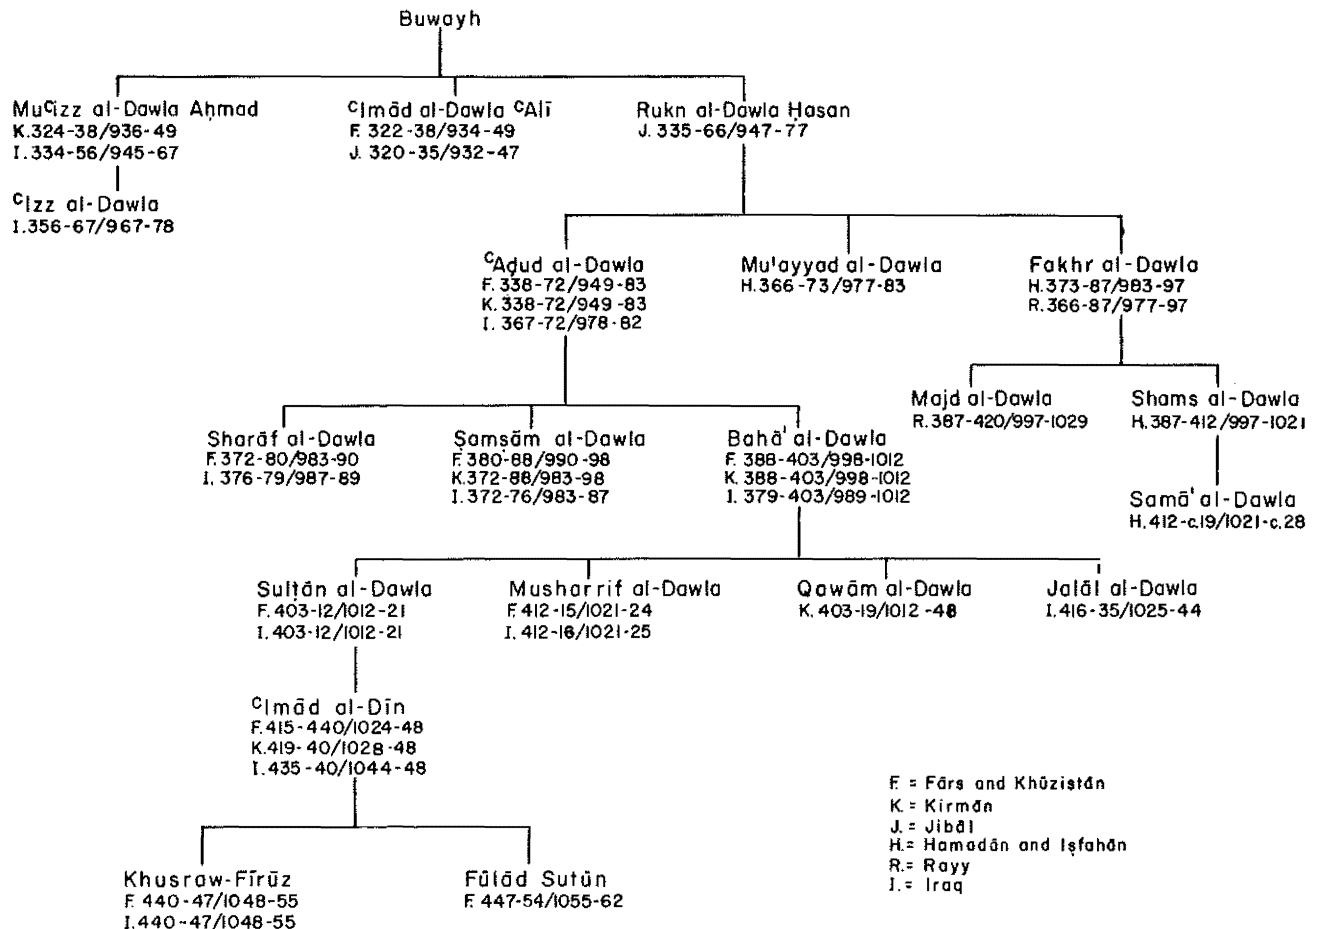 Buwayh
Muᶜizz al-Dawla Aḥmad
K.324-38/936-49
I.334-56/945-67
ᶜImād al-Dawla ᶜAlī
F. 322-38/934-49
J. 320-35/932-47
Rukn al-Dawla Ḥasan
J. 335-66/947-77
ᶜIzz al-Dawla
I.356-67/967-78
ᶜAḍud al-Dawla
F. 338-72/949-83
K.338-72/949-83
I. 367-72/978-82
Mu'ayyad al-Dawla
H.366-73/977-83
Fakhr al-Dawla
H.373-87/983-97
R.366-87/977-97
Majd al-Dawla
R.387-420/997-1029
Shams al-Dawla
H.387-412/997-1021
Samā' al-Dawla
H.412-c.19/1021-c.28
Sharāf al-Dawla
F.372-80/983-90
I. 376-79/987-89
Ṣamṣām al-Dawla
F.380-88/990-98
K.372-88/983-98
I.372-76/983-87
Bahā' al-Dawla
F. 388-403/998-1012
K. 388-403/998-1012
I. 379-403/989-1012
Sulṭān al-Dawla
F. 403-12/1012-21
I.403-12/1012-21
Musharrif al-Dawla
F.412-15/1021-24
I. 412-16/1021-25
Qawām al-Dawla
K.403-19/1012-48
Jalāl al-Dawla
I.416-35/1025-44
ᶜImād al-Dīn
F.415-440/1024-48
K.419-40/1028-48
I.435-40/1044-48
Khusraw-Fīrūz
F. 440-47/1048-55
I.440-47/1048-55
Fūlād Sutūn
F. 447-54/1055-62
F. = Fārs and Khūzistān
K. = Kirmān
J. = Jibāl
H. = Hamadān and Iṣfahān
R. = Rayy
I. = Iraq